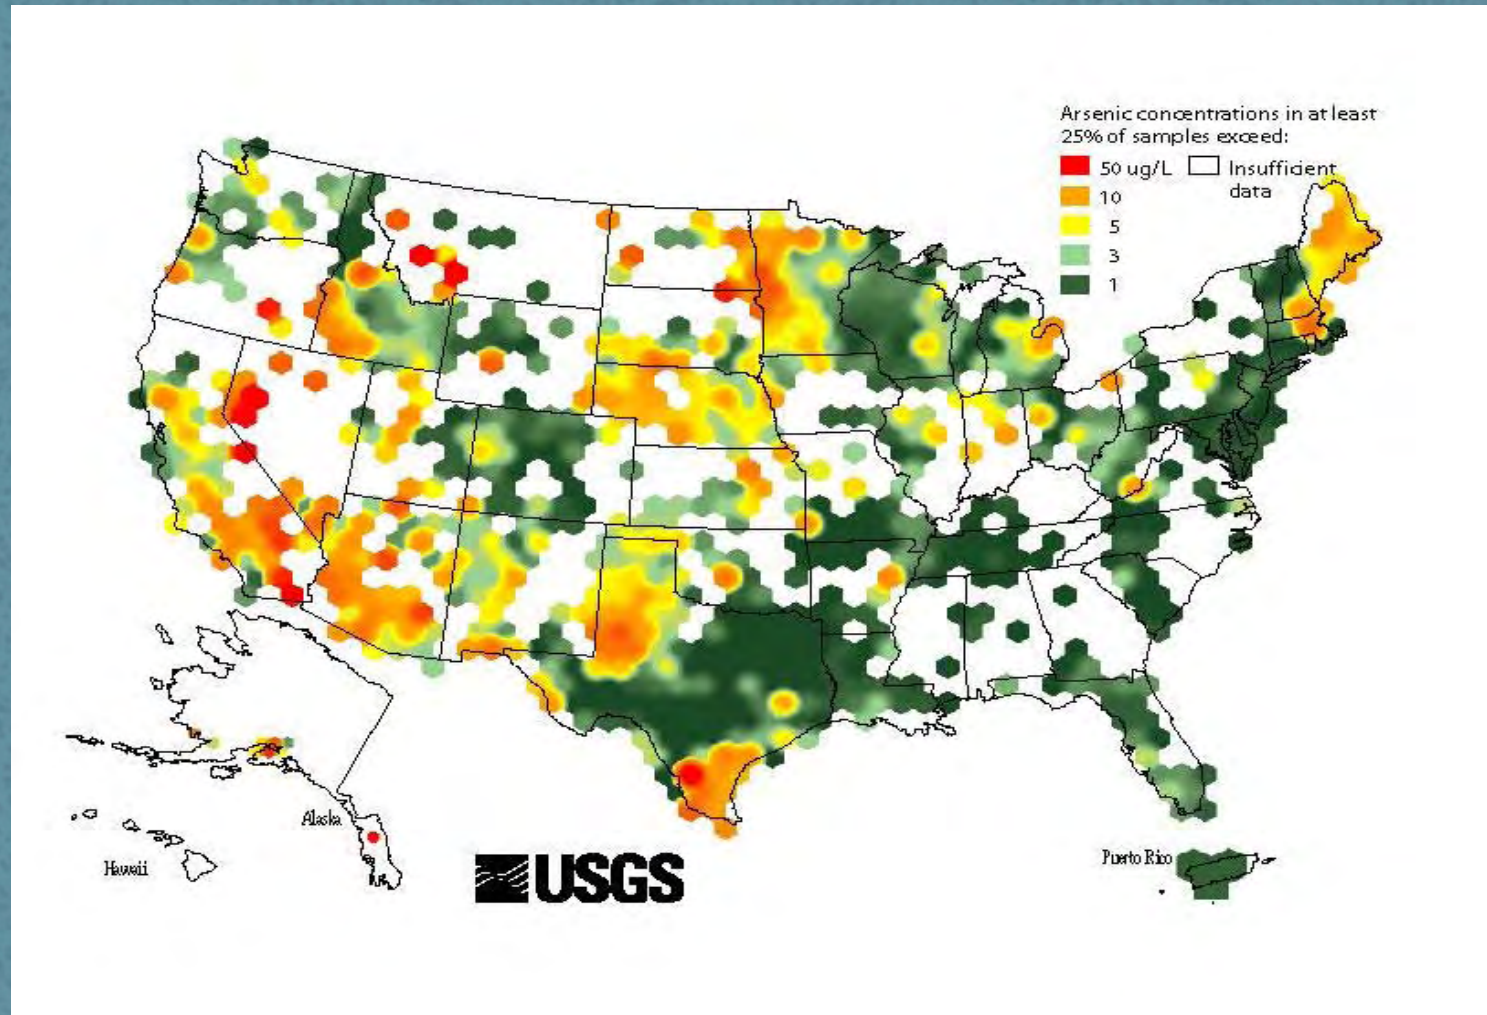 Arsenic concentrations in at least
25% of samples exceed:
50 ug/L Insufficient
data
10
5
3
1
Alaska
Hawaii
USGS
Puerto Rico